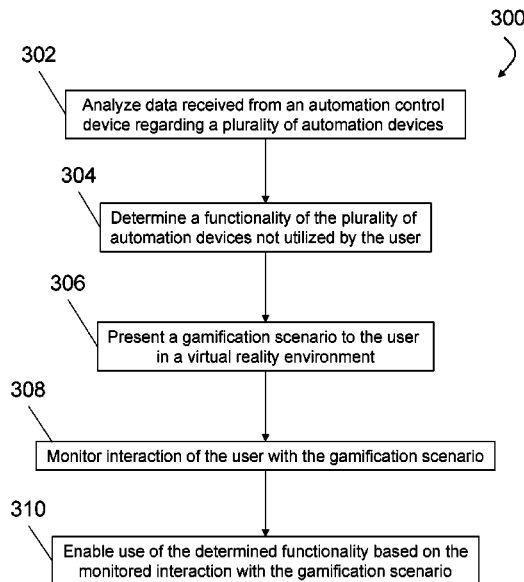 300
302
Analyze data received from an automation control
device regarding a plurality of automation devices
304
Determine a functionality of the plurality of
automation devices not utilized by the user
306
Present a gamification scenario to the user
in a virtual reality environment
308
Monitor interaction of the user with the gamification scenario
310
Enable use of the determined functionality based on the
monitored interaction with the gamification scenario